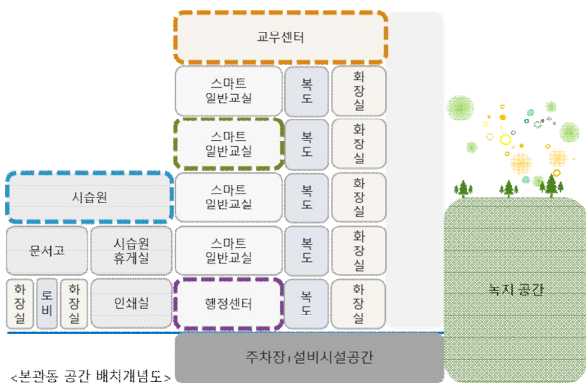 교무센터
스마트
일반교실
복
도
화
장
실
스마트
일반교실
복
도
화
장
실
시습원
스마트
일반교실
복
도
화
장
실
문서고
시습원
휴게실
스마트
일반교실
복
도
화
장
실
화
장
실
로
비
화
장
실
인쇄실
행정센터
복
도
화
장
실
녹지 공간
주차장,설비시설공간
<본관동 공간 배치개념도>